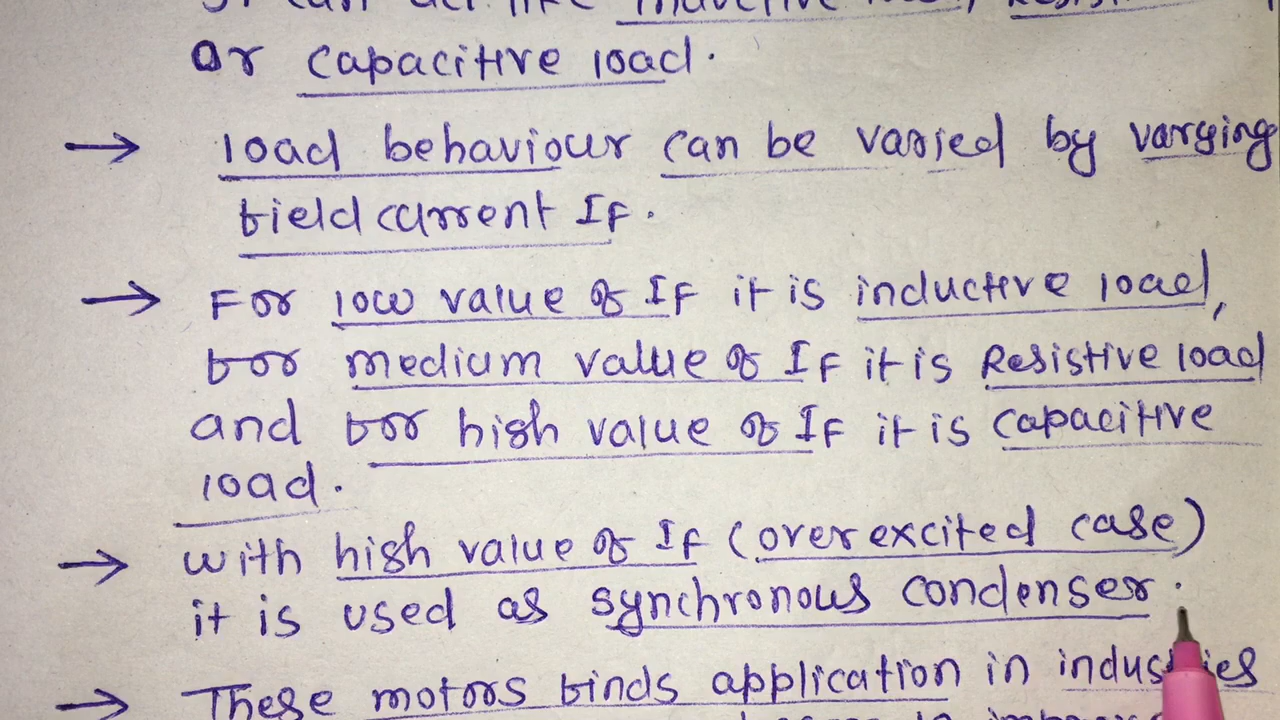 or capacitive load.
→ load behaviour can be varied by varying
field current If.
→ For low value of If it is inductive load,
for medium value of If it is Resistive load
and for high value of If it is capacitive
load.
→ with high value of If (over excited case)
it is used as synchronous condenser.
→ These motors finds application in industries